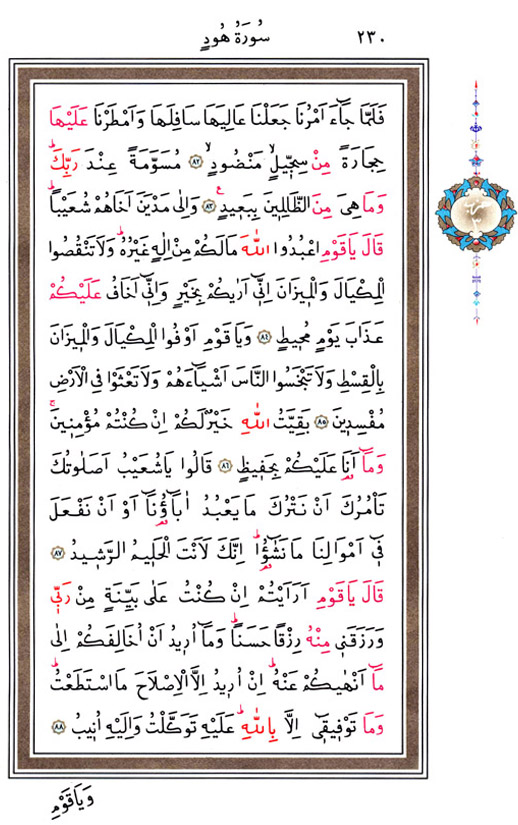 ٢٣٠ سُورَةُ هُودٍ
فَلَمَّا جَٓاءَ اَمْرُنَا جَعَلْنَا عَالِيَهَا سَافِلَهَا وَاَمْطَرْنَا عَلَيْهَا
حِجَارَةً مِنْ سِجّ۪يلٍ مَنْضُودٍۙ ﴿٨٢﴾ مُسَوَّمَةً عِنْدَ رَبِّكَۜ
وَمَا هِيَ مِنَ الظَّالِم۪ينَ بِبَع۪يدٍ۟ ﴿٨٣﴾ وَاِلٰى مَدْيَنَ اَخَاهُمْ شُعَيْباًۜ
قَالَ يَا قَوْمِ اعْبُدُوا اللّٰهَ مَا لَكُمْ مِنْ اِلٰهٍ غَيْرُهُۜ وَلَا تَنْقُصُوا
الْمِكْيَالَ وَالْم۪يزَانَ اِنّ۪ٓي اَرٰيكُمْ بِخَيْرٍ وَاِنّ۪ٓي اَخَافُ عَلَيْكُمْ
عَذَابَ يَوْمٍ مُح۪يطٍ ﴿٨٤﴾ وَيَا قَوْمِ اَوْفُوا الْمِكْيَالَ وَالْم۪يزَانَ
بِالْقِسْطِ وَلَا تَبْخَسُوا النَّاسَ اَشْيَٓاءَهُمْ وَلَا تَعْثَوْا فِي الْاَرْضِ
مُفْسِد۪ينَ ﴿٨٥﴾ بَقِيَّتُ اللّٰهِ خَيْرٌ لَكُمْ اِنْ كُنْتُمْ مُؤْمِن۪ينَۚ
وَمَٓا اَنَا۬ عَلَيْكُمْ بِحَف۪يظٍ ﴿٨٦﴾ قَالُوا يَا شُعَيْبُ اَصَلٰوتُكَ
تَأْمُرُكَ اَنْ نَتْرُكَ مَا يَعْبُدُ اٰبَٓاؤُ۬نَٓا اَوْ اَنْ نَفْعَلَ
ف۪ٓي اَمْوَالِنَا مَا نَشٰٓؤُ۬اۜ اِنَّكَ لَاَنْتَ الْحَل۪يمُ الرَّش۪يدُ ﴿٨٧﴾
قَالَ يَا قَوْمِ اَرَاَيْتُمْ اِنْ كُنْتُ عَلٰى بَيِّنَةٍ مِنْ رَبّ۪ي
وَرَزَقَن۪ي مِنْهُ رِزْقاً حَسَناًۜ وَمَٓا اُر۪يدُ اَنْ اُخَالِفَكُمْ اِلٰى
مَٓا اَنْهٰيكُمْ عَنْهُۜ اِنْ اُر۪يدُ اِلَّا الْاِصْلَاحَ مَا اسْتَطَعْتُۜ
وَمَا تَوْف۪يق۪ٓي اِلَّا بِاللّٰهِۜ عَلَيْهِ تَوَكَّلْتُ وَاِلَيْهِ اُن۪يبُ ﴿٨٨﴾
وَيَا قَوْمِ